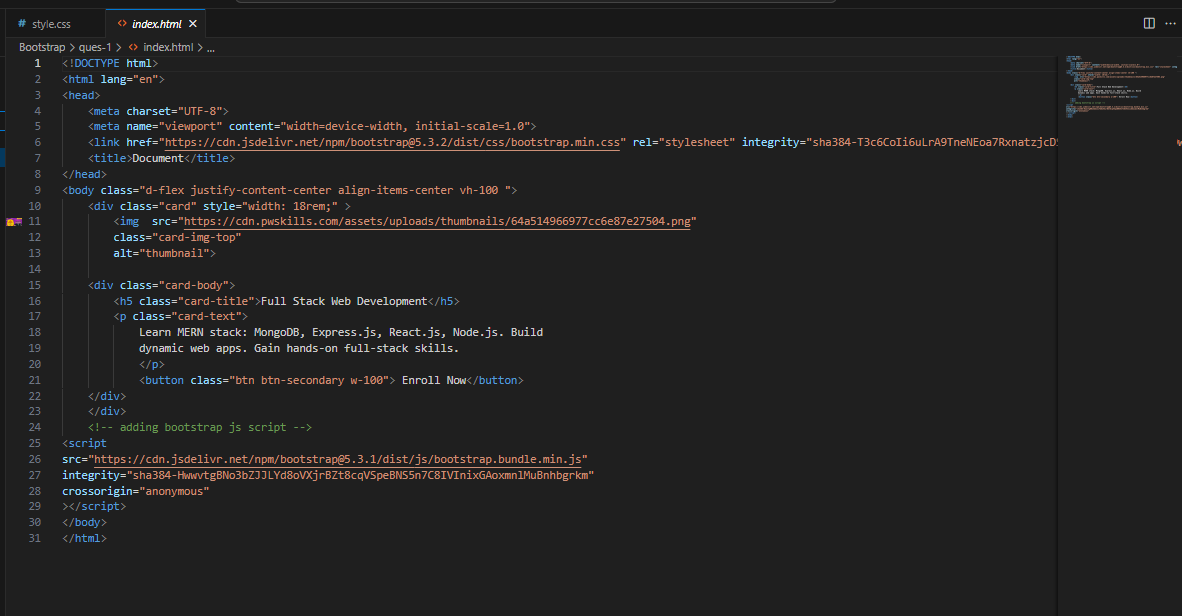 # style.css
<> index.html ×
Bootstrap > ques-1 > <> index.html > ...
1 <!DOCTYPE html>
2 <html lang="en">
3 <head>
4 <meta charset="UTF-8">
5 <meta name="viewport" content="width=device-width, initial-scale=1.0">
6 <link href="https://cdn.jsdelivr.net/npm/bootstrap@5.3.2/dist/css/bootstrap.min.css" rel="stylesheet" integrity="sha384-T3c6CoIi6uLrA9TneNEoa7RxnatzjcD
7 <title>Document</title>
8 </head>
9 <body class="d-flex justify-content-center align-items-center vh-100 ">
10 <div class="card" style="width: 18rem;" >
11 <img  src="https://cdn.pwskills.com/assets/uploads/thumbnails/64a514966977cc6e87e27504.png"
12 class="card-img-top"
13 alt="thumbnail">
14
15 <div class="card-body">
16 <h5 class="card-title">Full Stack Web Development</h5>
17 <p class="card-text">
18 Learn MERN stack: MongoDB, Express.js, React.js, Node.js. Build
19 dynamic web apps. Gain hands-on full-stack skills.
20 </p>
21 <button class="btn btn-secondary w-100"> Enroll Now</button>
22 </div>
23 </div>
24 <!-- adding bootstrap js script -->
25 <script
26 src="https://cdn.jsdelivr.net/npm/bootstrap@5.3.1/dist/js/bootstrap.bundle.min.js"
27 integrity="sha384-HwwvtgBNo3bZJJLYd8oVXjrBZt8cqVSpeBNS5n7C8IVInixGAoxmnlMuBnhbgrkm"
28 crossorigin="anonymous"
29 ></script>
30 </body>
31 </html>